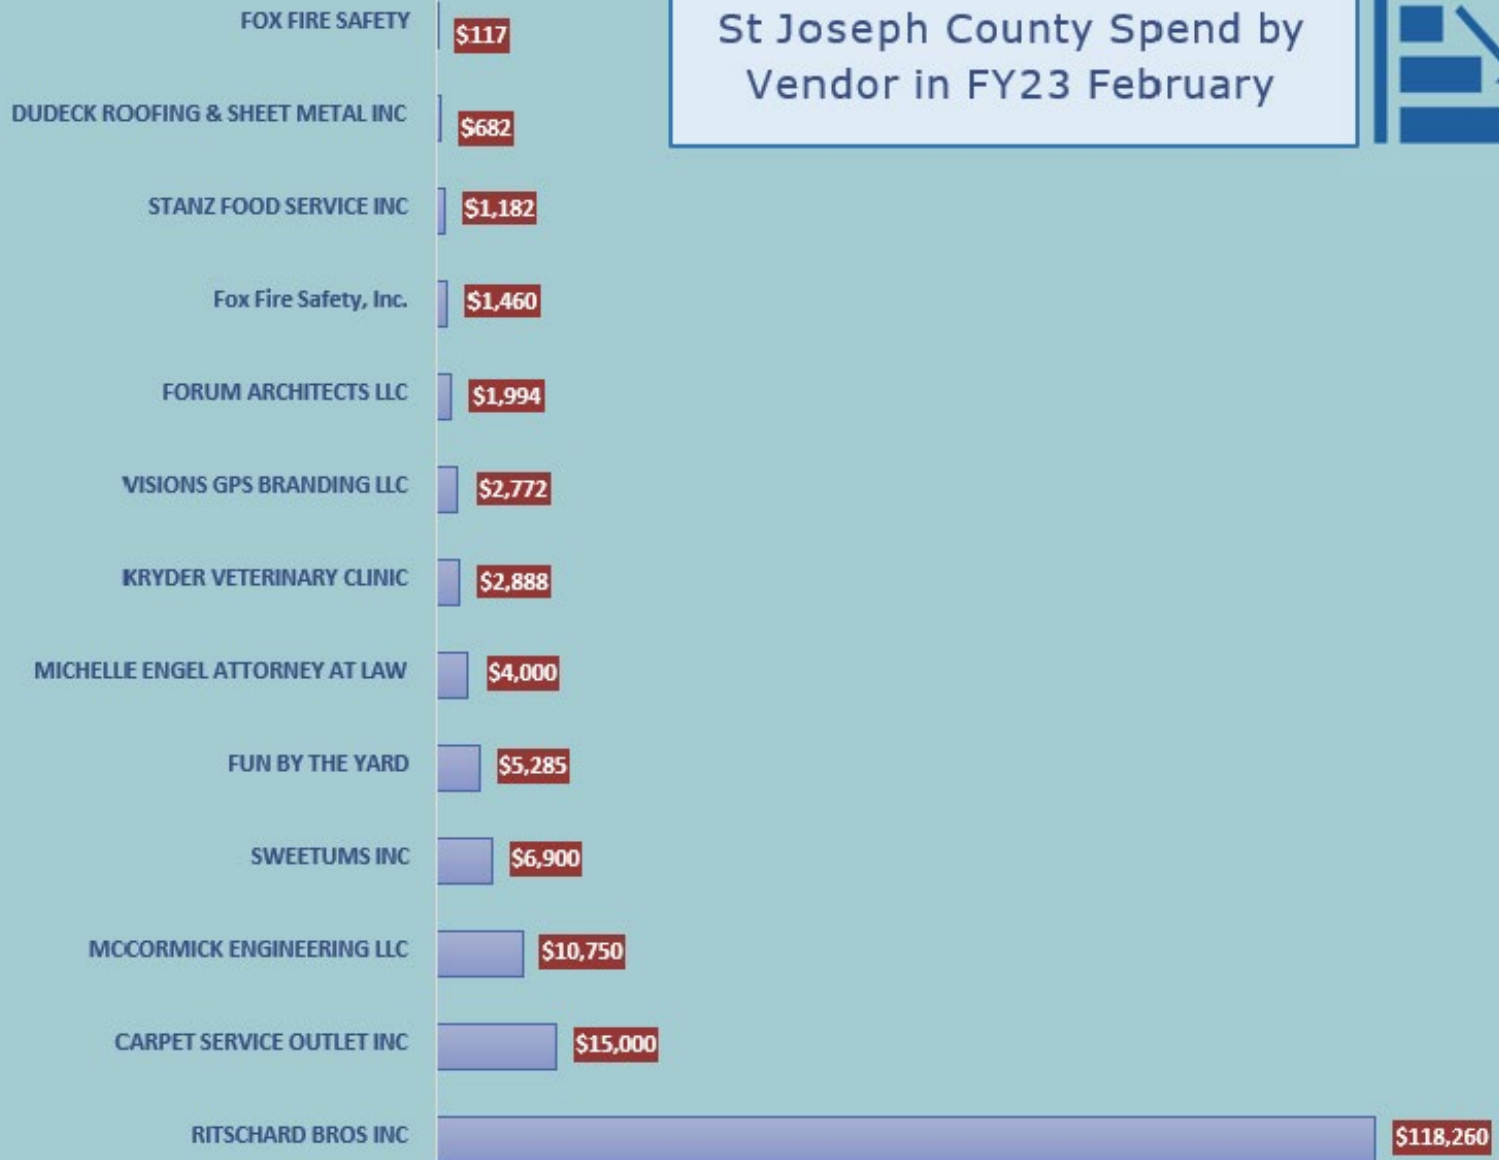 St Joseph County Spend by
Vendor in FY23 February
FOX FIRE SAFETY $117
DUDECK ROOFING & SHEET METAL INC $682
STANZ FOOD SERVICE INC $1,182
Fox Fire Safety, Inc. $1,460
FORUM ARCHITECTS LLC $1,994
VISIONS GPS BRANDING LLC $2,772
KRYDER VETERINARY CLINIC $2,888
MICHELLE ENGEL ATTORNEY AT LAW $4,000
FUN BY THE YARD $5,285
SWEETUMS INC $6,900
MCCORMICK ENGINEERING LLC $10,750
CARPET SERVICE OUTLET INC $15,000
RITSCHARD BROS INC $118,260